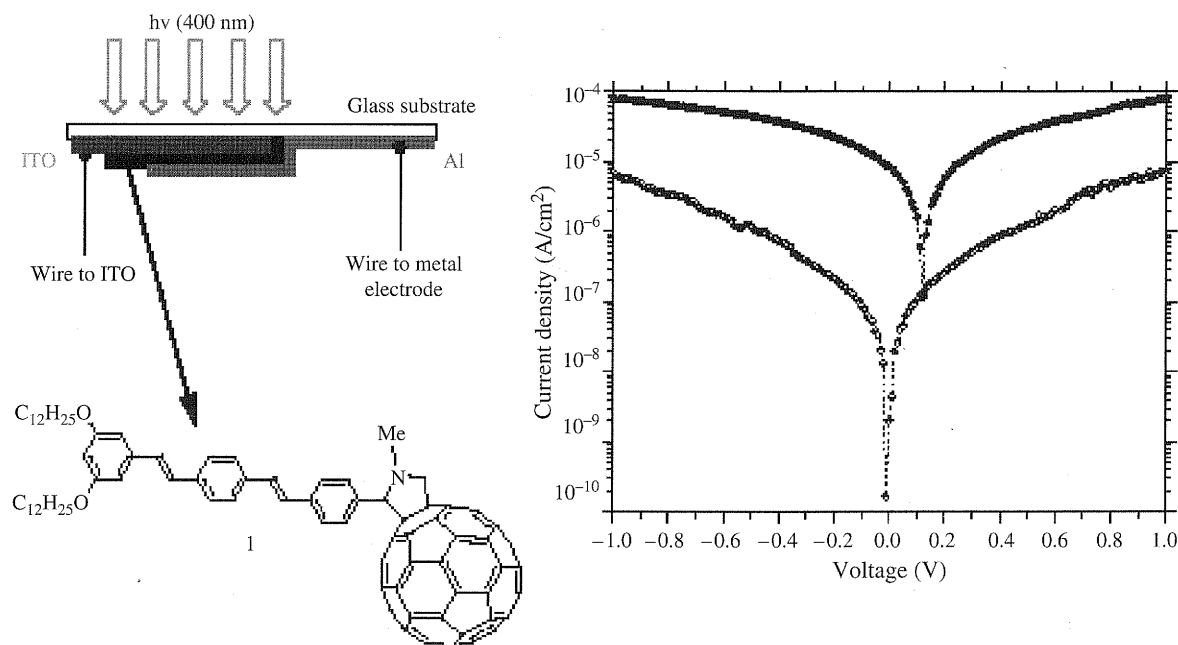 hν (400 nm)
Glass substrate
ITO
Al
Wire to ITO
Wire to metal
electrode
C₁₂H₂₅O
C₁₂H₂₅O
Me
N
1
Current density (A/cm²)
10⁻⁴
10⁻⁵
10⁻⁶
10⁻⁷
10⁻⁸
10⁻⁹
10⁻¹⁰
−1.0 −0.8 −0.6 −0.4 −0.2 0.0 0.2 0.4 0.6 0.8 1.0
Voltage (V)